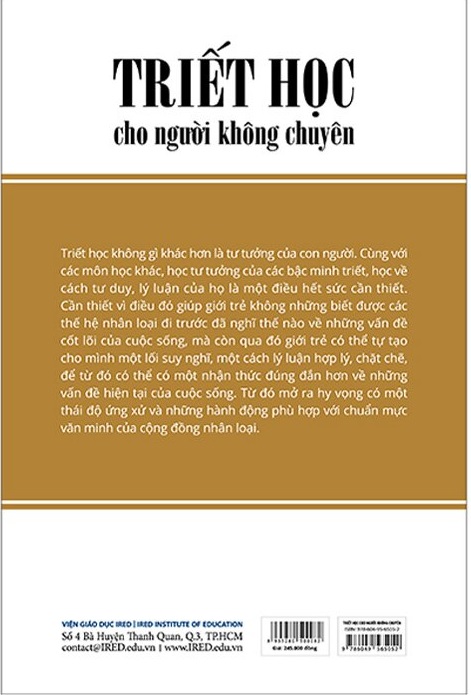 TRIẾT HỌC
cho người không chuyên
Triết học không gì khác hơn là tư tưởng của con người. Cùng với
các môn học khác, học tư tưởng của các bậc minh triết, học về
cách tư duy, lý luận của họ là một điều hết sức cần thiết.
Cần thiết vì điều đó giúp giới trẻ không những biết được các
thế hệ nhân loại đi trước đã nghĩ thế nào về những vấn đề
cốt lõi của cuộc sống, mà còn qua đó giới trẻ có thể tự tạo
cho mình một lối suy nghĩ, một cách lý luận hợp lý, chặt chẽ,
để từ đó có thể có một nhận thức đúng đắn hơn về những
vấn đề hiện tại của cuộc sống. Từ đó mở ra hy vọng có một
thái độ ứng xử và những hành động phù hợp với chuẩn mực
văn minh của cộng đồng nhân loại.
VIỆN GIÁO DỤC IRED | IRED INSTITUTE OF EDUCATION
Số 4 Bà Huyện Thanh Quan, Q.3, TP.HCM
contact@IRED.edu.vn | www.IRED.edu.vn
Giá: 245.000 đồng
TRIẾT HỌC CHO NGƯỜI KHÔNG CHUYÊN